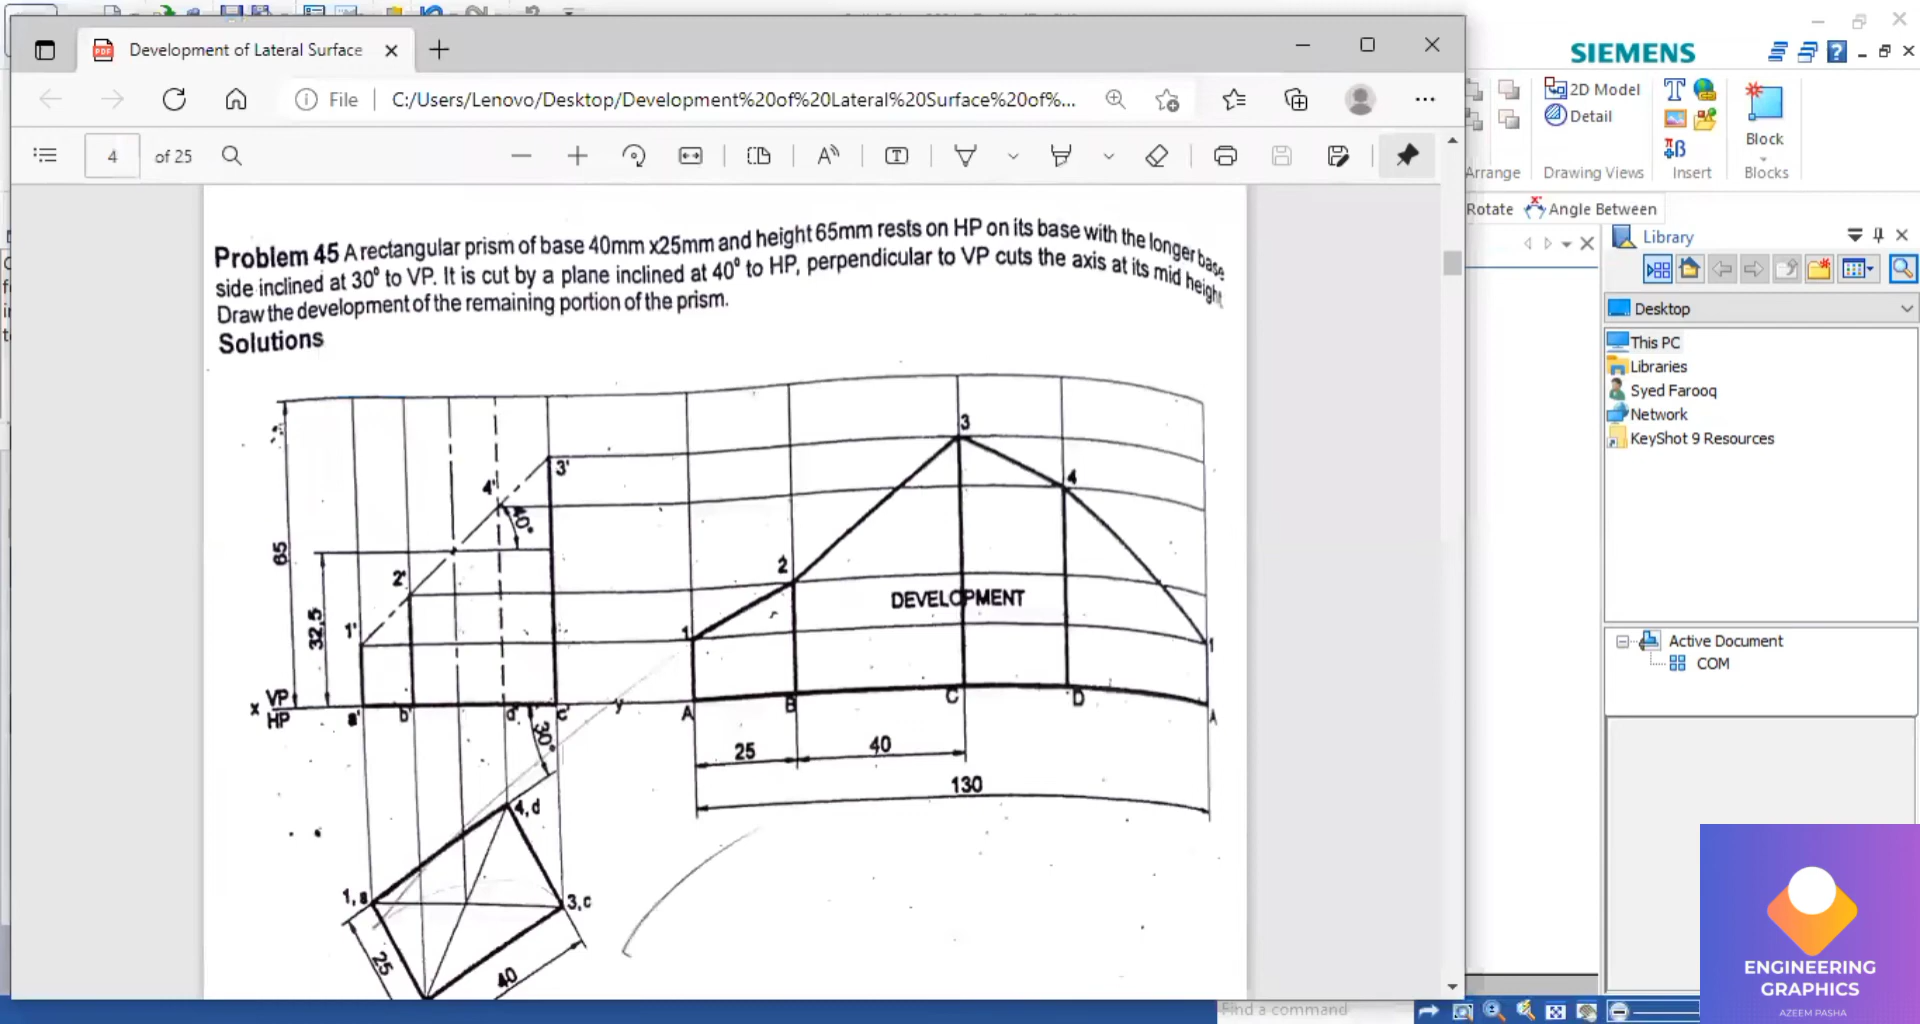 Development of Lateral Surface
File
C:/Users/Lenovo/Desktop/Development%20of%20Lateral%20Surface%20of%...
4 of 25
SIEMENS
2D Model
Detail
Block
Arrange
Drawing Views
Insert
Blocks
Rotate
Angle Between
Library
Desktop
This PC
Libraries
Syed Farooq
Network
KeyShot 9 Resources
Active Document
COM
Problem 45 A rectangular prism of base 40mm x25mm and height 65mm rests on HP on its base with the longer base
side inclined at 30° to VP. It is cut by a plane inclined at 40° to HP, perpendicular to VP cuts the axis at its mid height
Draw the development of the remaining portion of the prism.
Solutions
3
3'
4'
4
40°
65
2'
2
DEVELOPMENT
32,5
1'
1
1
x VP
HP
a' b' d' c' y A B C D A
30°
25
40
130
4,d
1,a
3,c
25
40
Find a command
ENGINEERING
GRAPHICS
AZEEM PASHA